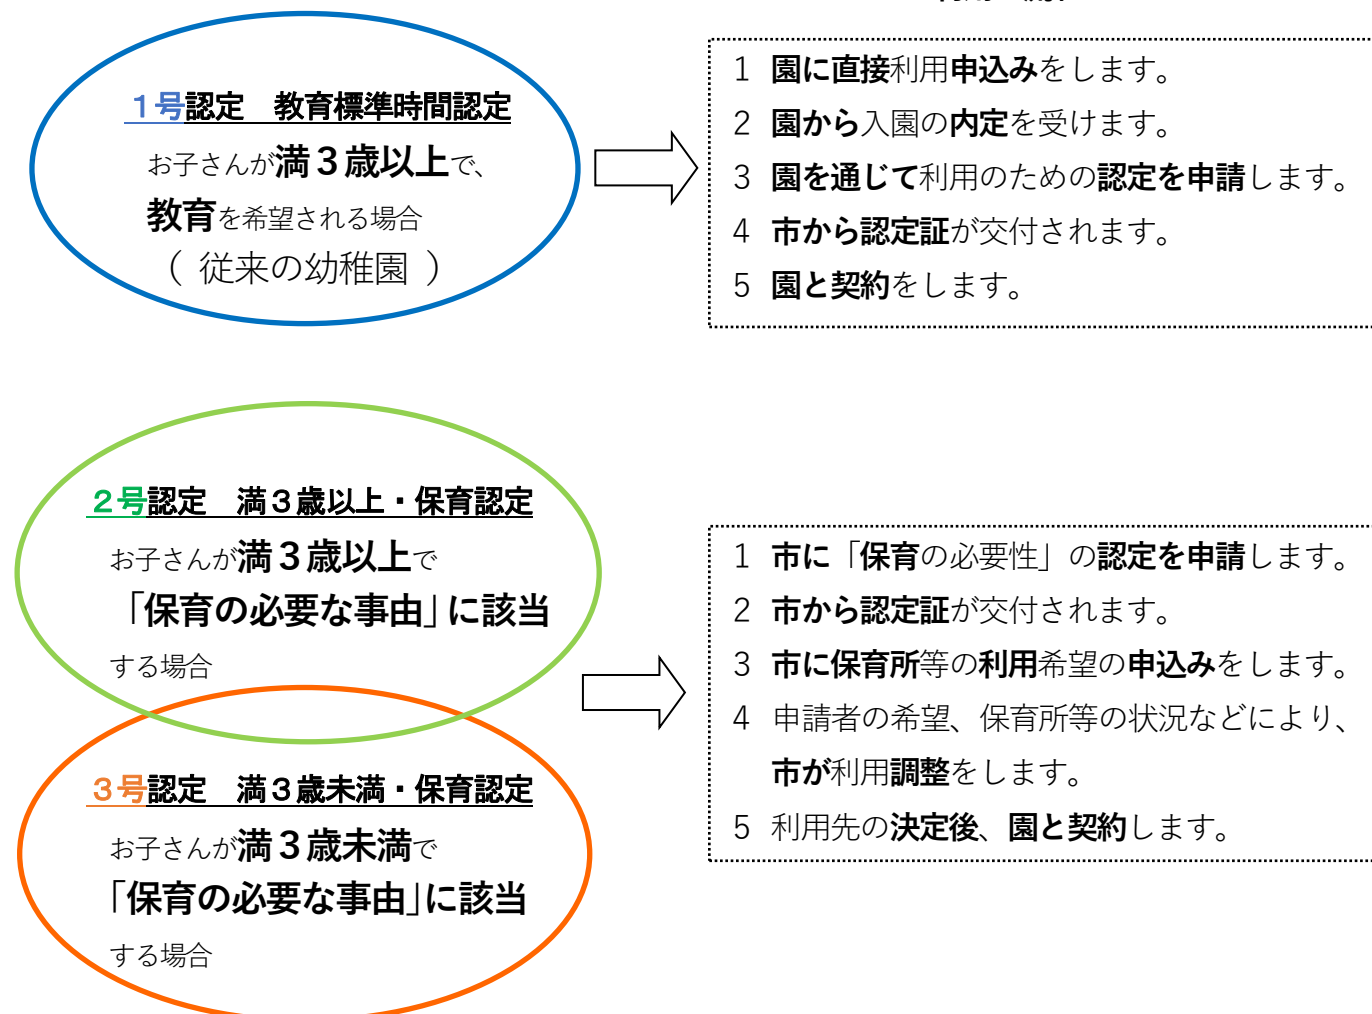 1号認定　教育標準時間認定
お子さんが満３歳以上で、
教育を希望される場合
（ 従来の幼稚園 ）
1 園に直接利用申込みをします。
2 園から入園の内定を受けます。
3 園を通じて利用のための認定を申請します。
4 市から認定証が交付されます。
5 園と契約をします。
２号認定　満３歳以上・保育認定
お子さんが満３歳以上で
「保育の必要な事由」に該当
する場合
３号認定　満３歳未満・保育認定
お子さんが満３歳未満で
「保育の必要な事由」に該当
する場合
1 市に「保育の必要性」の認定を申請します。
2 市から認定証が交付されます。
3 市に保育所等の利用希望の申込みをします。
4 申請者の希望、保育所等の状況などにより、
市が利用調整をします。
5 利用先の決定後、園と契約します。